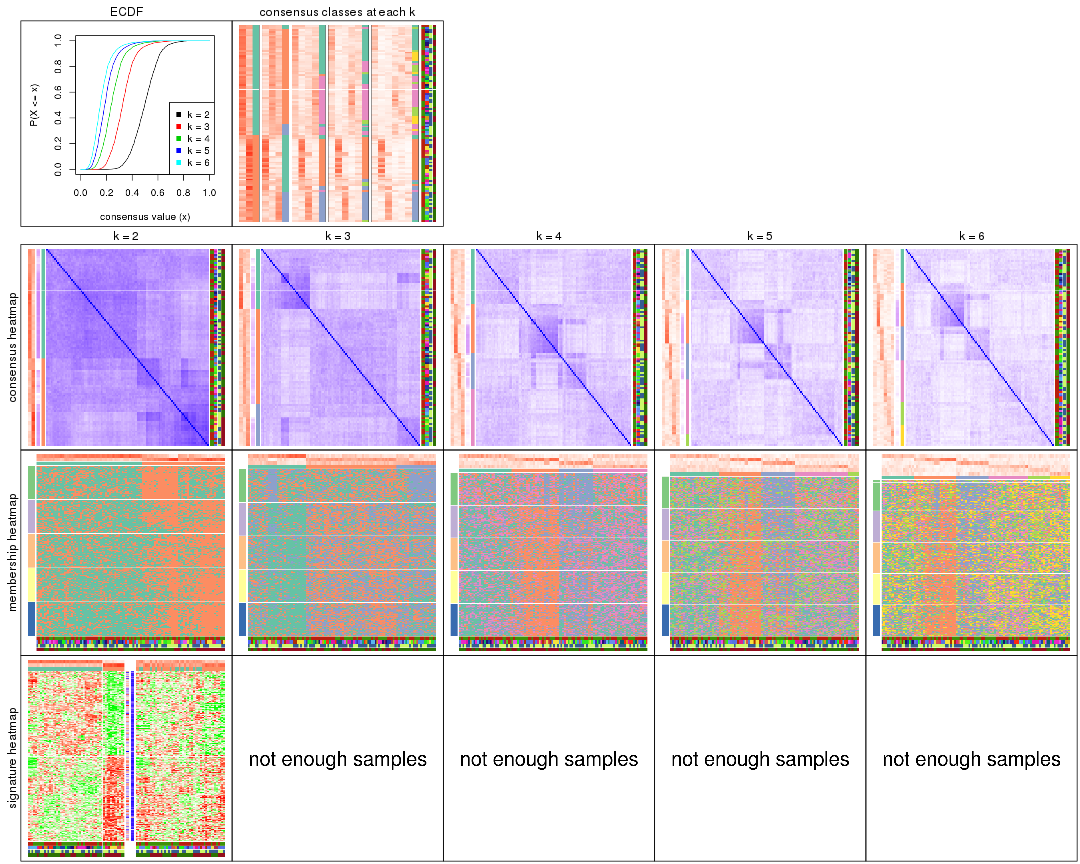 ECDF
consensus classes at each k
P(X <= x)
0.0 0.2 0.4 0.6 0.8 1.0
k = 2
k = 3
k = 4
k = 5
k = 6
0.0 0.2 0.4 0.6 0.8 1.0
consensus value (x)
k = 2
k = 3
k = 4
k = 5
k = 6
consensus heatmap
membership heatmap
signature heatmap
not enough samples
not enough samples
not enough samples
not enough samples